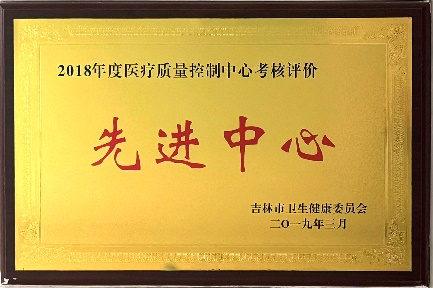 2018年度医疗质量控制中心考核评价
先进中心
吉林市卫生健康委员会
二〇一九年三月